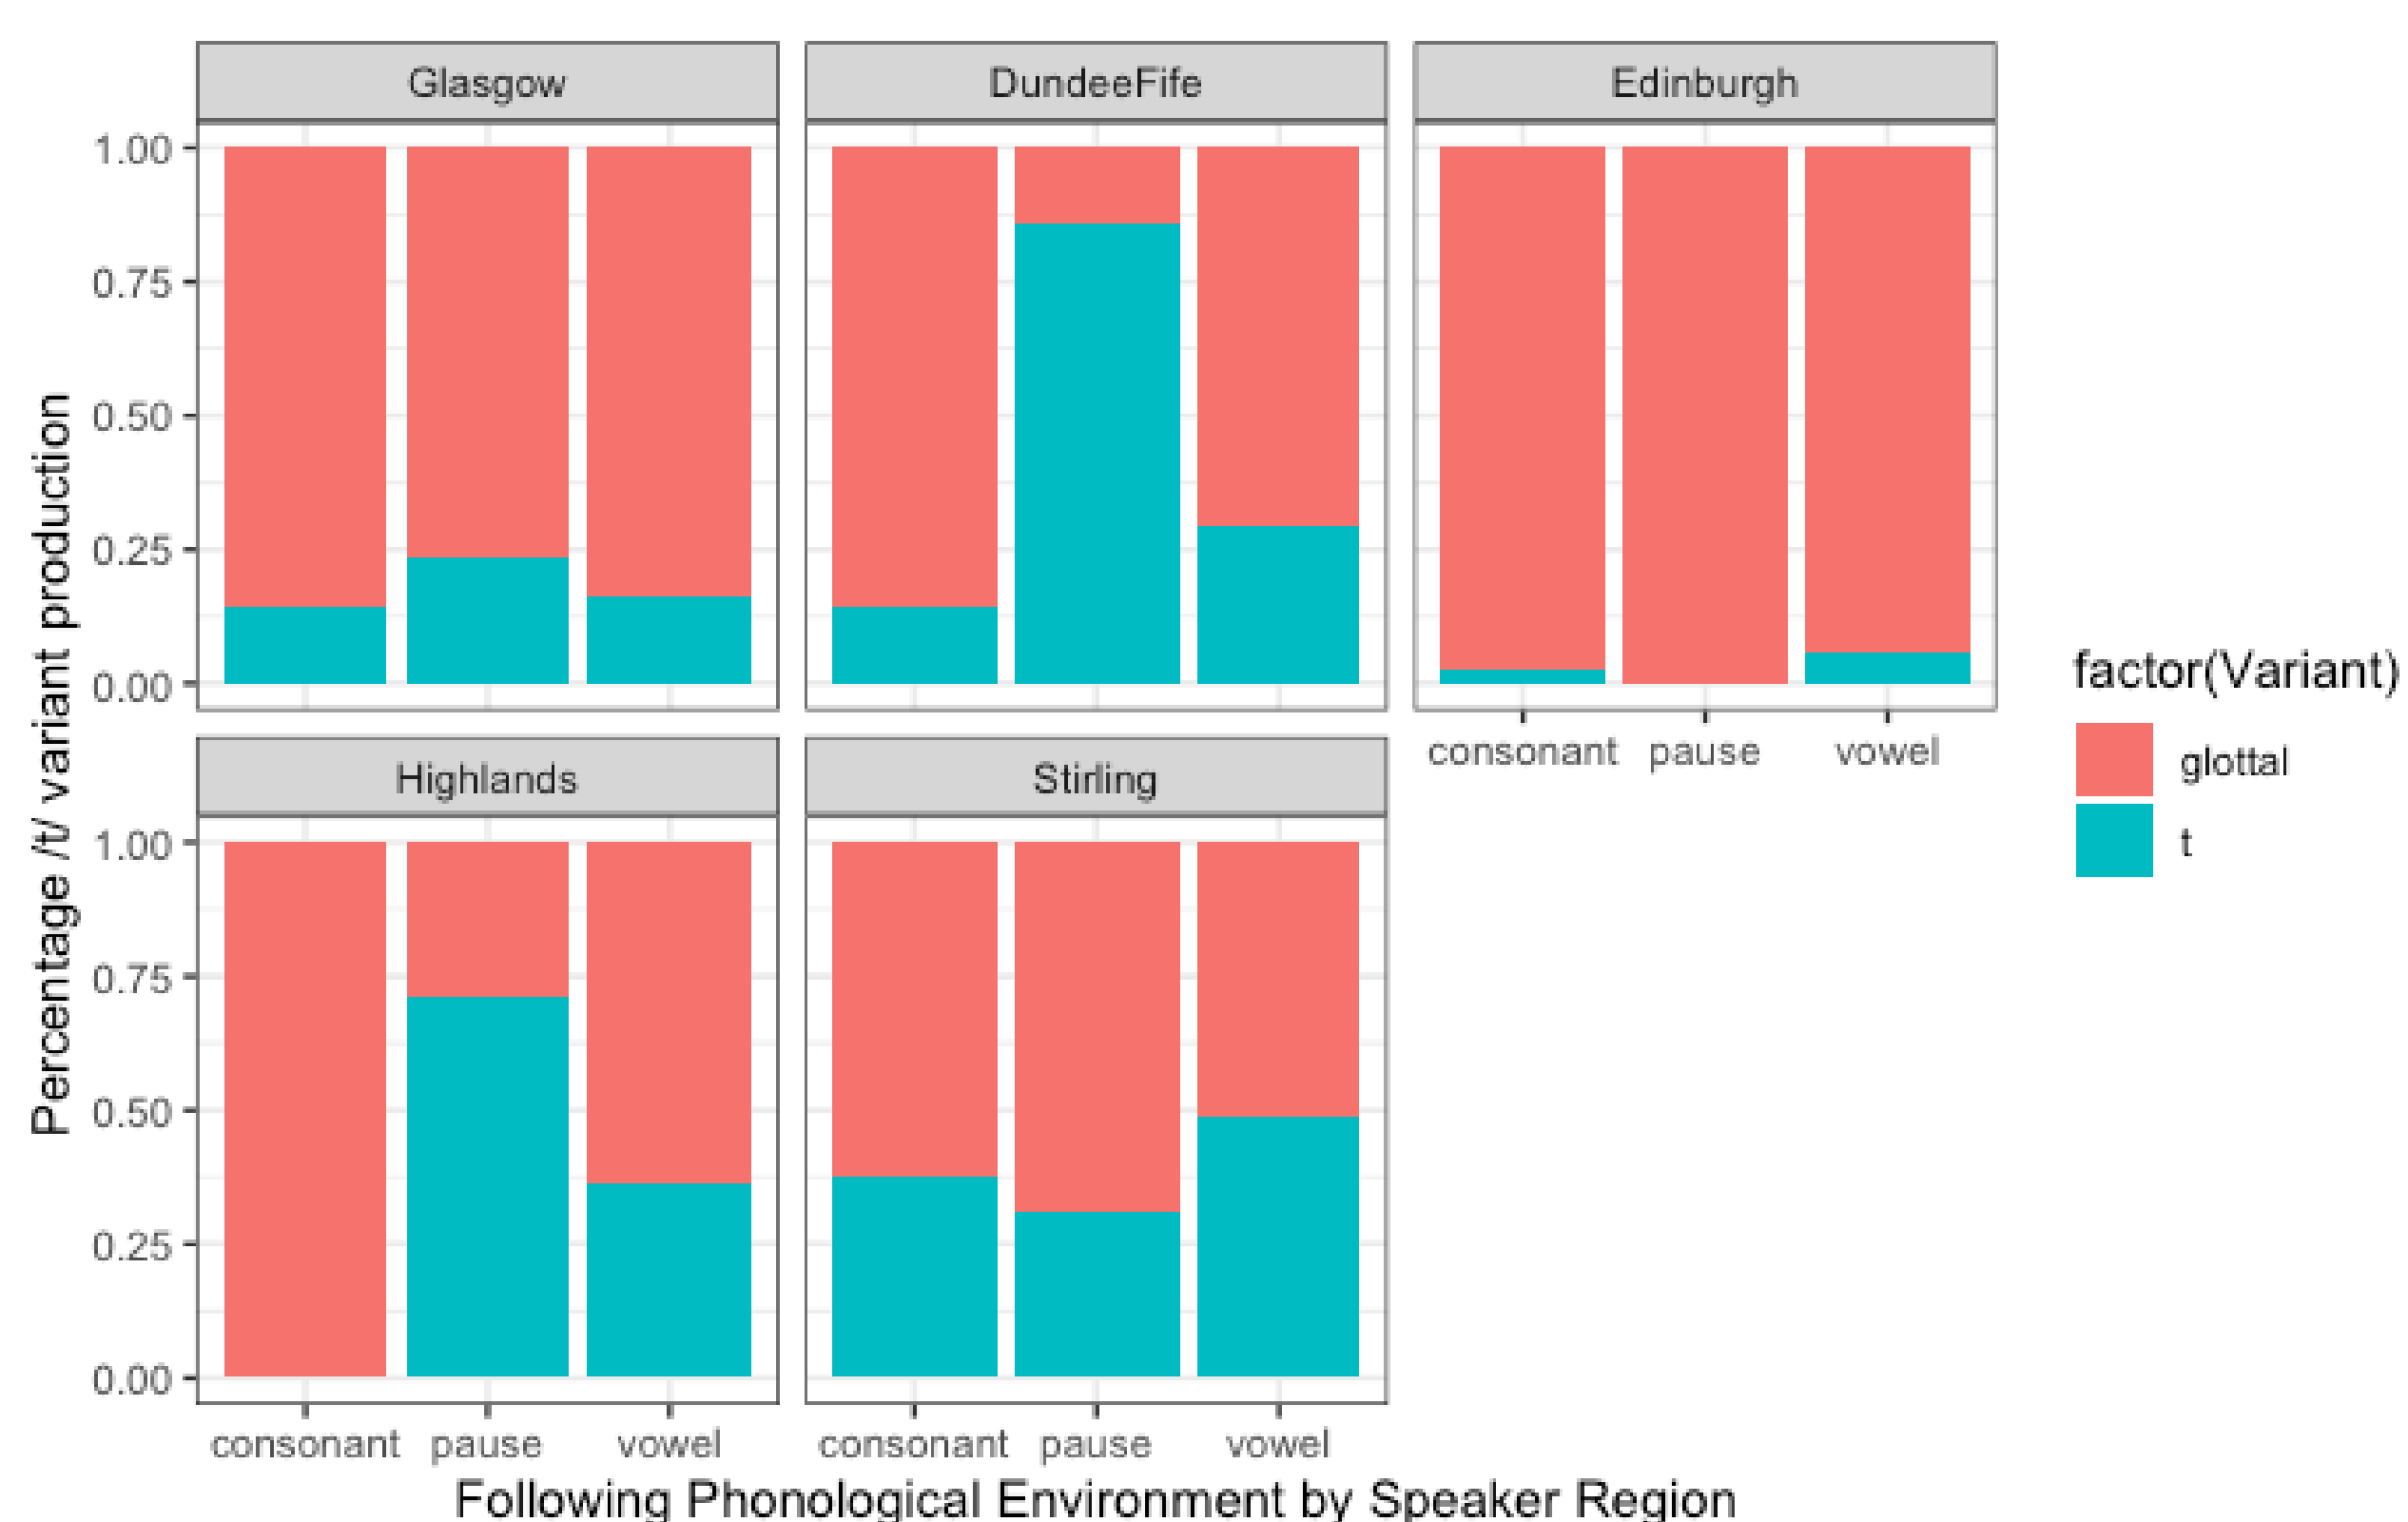 Glasgow
DundeeFife
Edinburgh
1.00
0.75
0.50
0.25
0.00
consonant pause vowel
Highlands
Stirling
1.00
0.75
0.50
0.25
0.00
consonant pause vowel
consonant pause vowel
Percentage /t/ variant production
Following Phonological Environment by Speaker Region
factor(Variant)
glottal
t